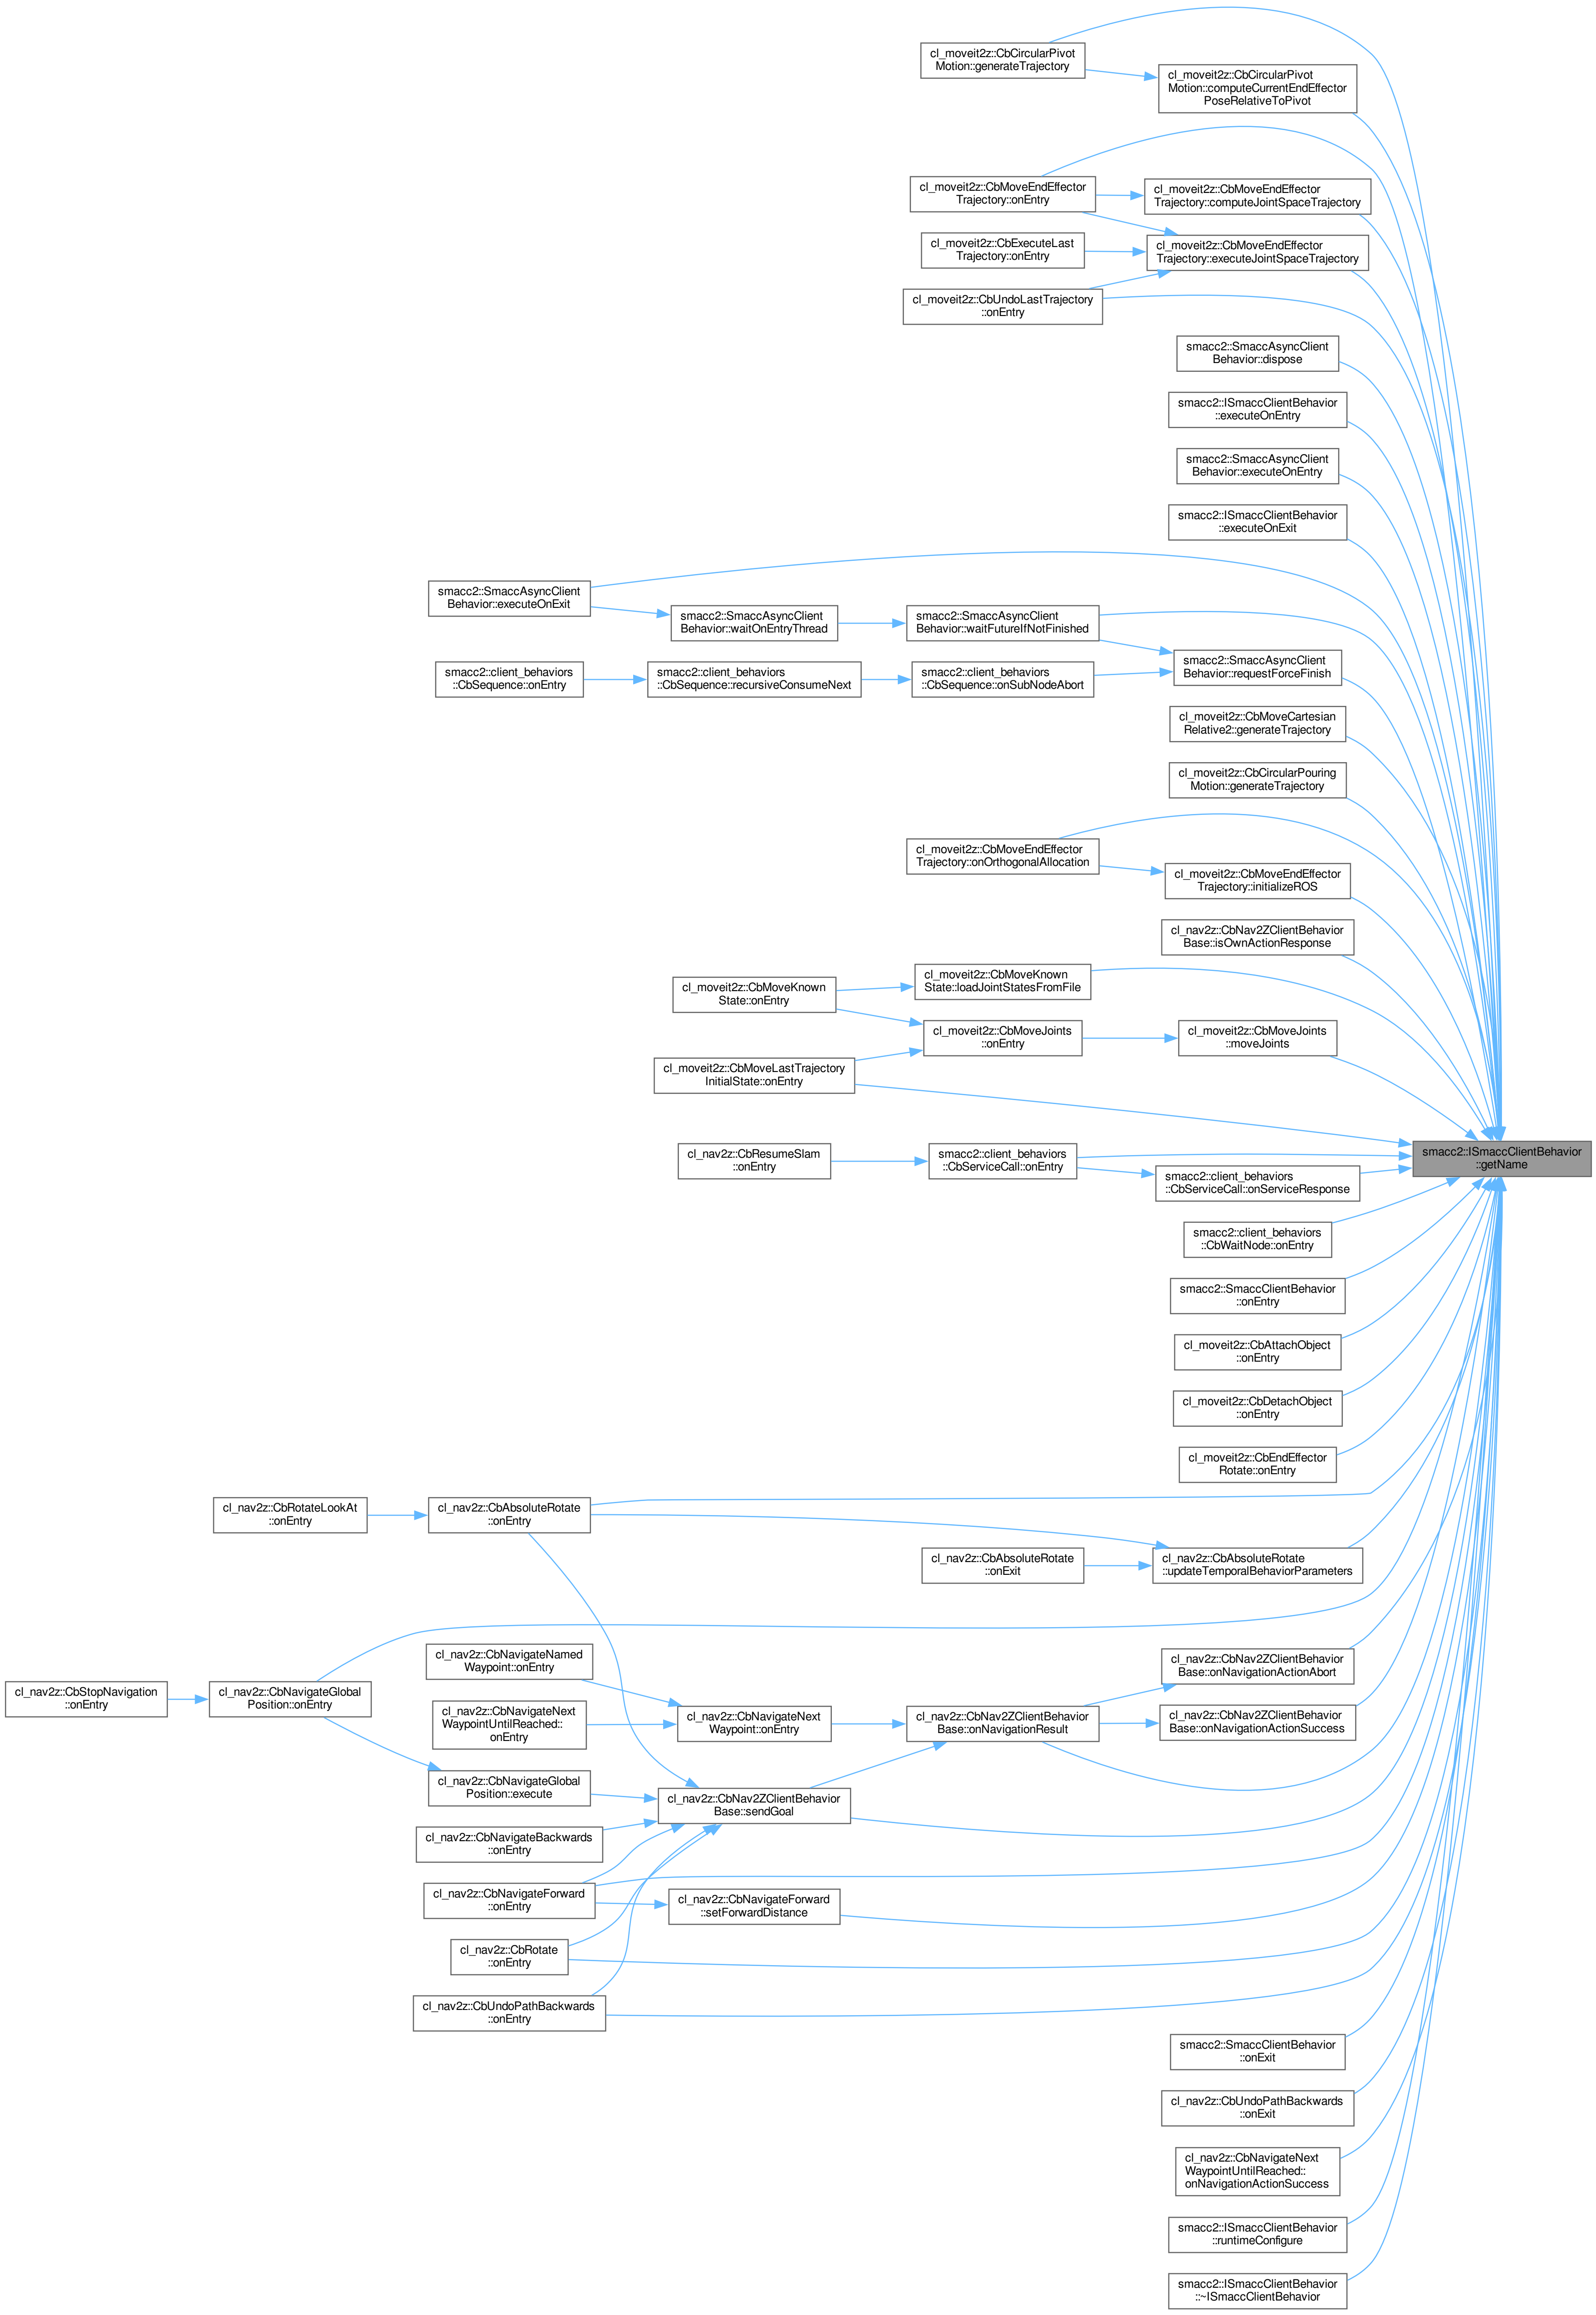 cl_moveit2z::CbCircularPivot
Motion::generateTrajectory
cl_moveit2z::CbCircularPivot
Motion::computeCurrentEndEffector
PoseRelativeToPivot
cl_moveit2z::CbMoveEndEffector
Trajectory::onEntry
cl_moveit2z::CbMoveEndEffector
Trajectory::computeJointSpaceTrajectory
cl_moveit2z::CbExecuteLast
Trajectory::onEntry
cl_moveit2z::CbMoveEndEffector
Trajectory::executeJointSpaceTrajectory
cl_moveit2z::CbUndoLastTrajectory
::onEntry
smacc2::SmaccAsyncClient
Behavior::dispose
smacc2::ISmaccClientBehavior
::executeOnEntry
smacc2::SmaccAsyncClient
Behavior::executeOnEntry
smacc2::ISmaccClientBehavior
::executeOnExit
smacc2::SmaccAsyncClient
Behavior::executeOnExit
smacc2::SmaccAsyncClient
Behavior::waitOnEntryThread
smacc2::SmaccAsyncClient
Behavior::waitFutureIfNotFinished
smacc2::SmaccAsyncClient
Behavior::requestForceFinish
smacc2::client_behaviors
::CbSequence::onEntry
smacc2::client_behaviors
::CbSequence::recursiveConsumeNext
smacc2::client_behaviors
::CbSequence::onSubNodeAbort
cl_moveit2z::CbMoveCartesian
Relative2::generateTrajectory
cl_moveit2z::CbCircularPouring
Motion::generateTrajectory
cl_moveit2z::CbMoveEndEffector
Trajectory::onOrthogonalAllocation
cl_moveit2z::CbMoveEndEffector
Trajectory::initializeROS
cl_nav2z::CbNav2ZClientBehavior
Base::isOwnActionResponse
cl_moveit2z::CbMoveKnown
State::onEntry
cl_moveit2z::CbMoveKnown
State::loadJointStatesFromFile
cl_moveit2z::CbMoveJoints
::onEntry
cl_moveit2z::CbMoveJoints
::moveJoints
cl_moveit2z::CbMoveLastTrajectory
InitialState::onEntry
smacc2::ISmaccClientBehavior
::getName
cl_nav2z::CbResumeSlam
::onEntry
smacc2::client_behaviors
::CbServiceCall::onEntry
smacc2::client_behaviors
::CbServiceCall::onServiceResponse
smacc2::client_behaviors
::CbWaitNode::onEntry
smacc2::SmaccClientBehavior
::onEntry
cl_moveit2z::CbAttachObject
::onEntry
cl_moveit2z::CbDetachObject
::onEntry
cl_moveit2z::CbEndEffector
Rotate::onEntry
cl_nav2z::CbRotateLookAt
::onEntry
cl_nav2z::CbAbsoluteRotate
::onEntry
cl_nav2z::CbAbsoluteRotate
::onExit
cl_nav2z::CbAbsoluteRotate
::updateTemporalBehaviorParameters
cl_nav2z::CbNavigateNamed
Waypoint::onEntry
cl_nav2z::CbNav2ZClientBehavior
Base::onNavigationActionAbort
cl_nav2z::CbStopNavigation
::onEntry
cl_nav2z::CbNavigateGlobal
Position::onEntry
cl_nav2z::CbNavigateNext
WaypointUntilReached::
onEntry
cl_nav2z::CbNavigateNext
Waypoint::onEntry
cl_nav2z::CbNav2ZClientBehavior
Base::onNavigationResult
cl_nav2z::CbNav2ZClientBehavior
Base::onNavigationActionSuccess
cl_nav2z::CbNavigateGlobal
Position::execute
cl_nav2z::CbNav2ZClientBehavior
Base::sendGoal
cl_nav2z::CbNavigateBackwards
::onEntry
cl_nav2z::CbNavigateForward
::onEntry
cl_nav2z::CbNavigateForward
::setForwardDistance
cl_nav2z::CbRotate
::onEntry
cl_nav2z::CbUndoPathBackwards
::onEntry
smacc2::SmaccClientBehavior
::onExit
cl_nav2z::CbUndoPathBackwards
::onExit
cl_nav2z::CbNavigateNext
WaypointUntilReached::
onNavigationActionSuccess
smacc2::ISmaccClientBehavior
::runtimeConfigure
smacc2::ISmaccClientBehavior
::~ISmaccClientBehavior